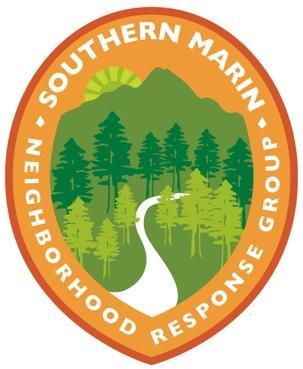 SOUTHERN MARIN
NEIGHBORHOOD RESPONSE GROUP